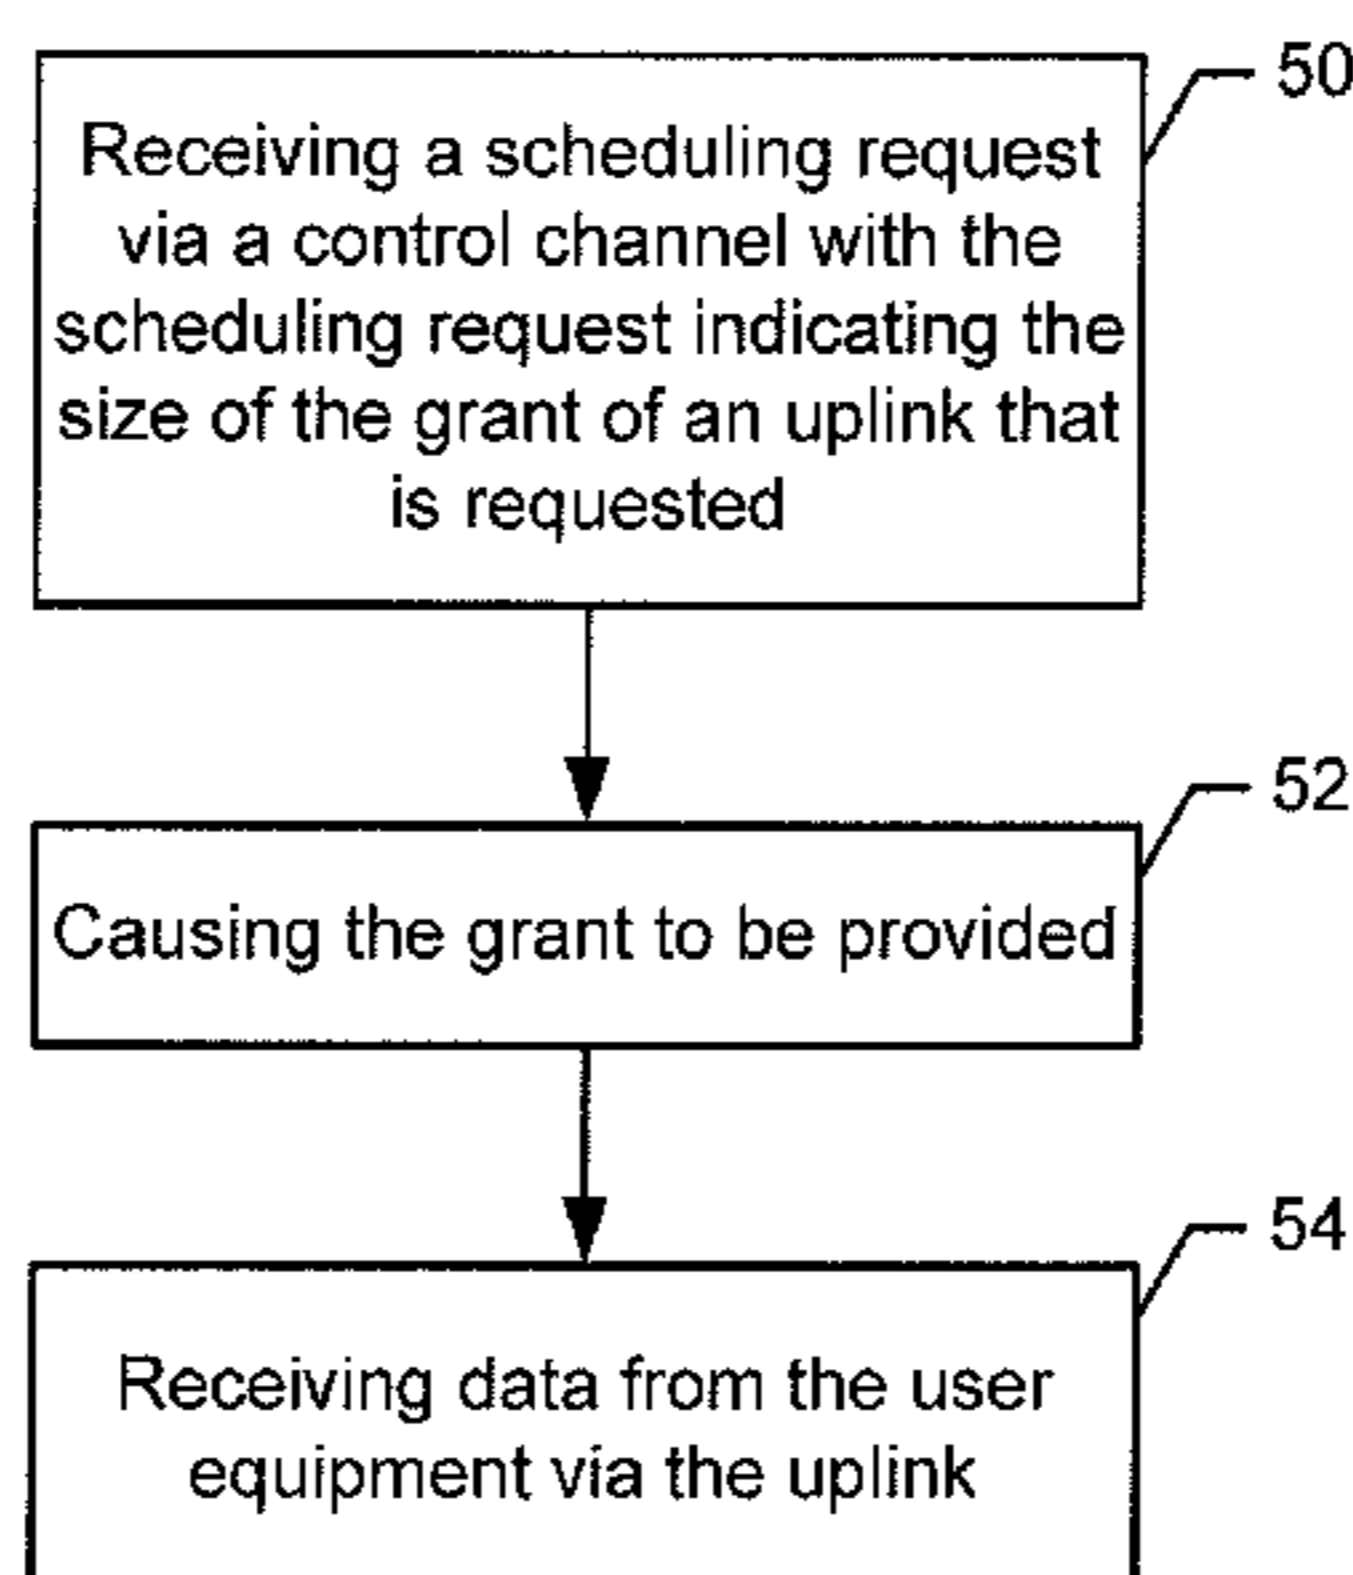 50
Receiving a scheduling request
via a control channel with the
scheduling request indicating the
size of the grant of an uplink that
is requested
52
Causing the grant to be provided
54
Receiving data from the user
equipment via the uplink